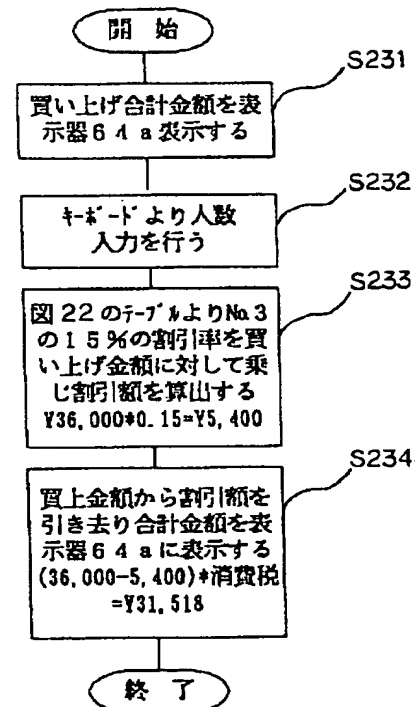 開 始
S231
買い上げ合計金額を表
示器64a表示する
S232
ｷｰﾎﾞｰﾄﾞより人数
入力を行う
S233
図22のﾃｰﾌﾞﾙよりNo.3
の15%の割引率を買
い上げ金額に対して乗
じ割引額を算出する
¥36,000*0.15=¥5,400
S234
買上金額から割引額を
引き去り合計金額を表
示器64aに表示する
(36,000-5,400)*消費税
=¥31,518
終 了